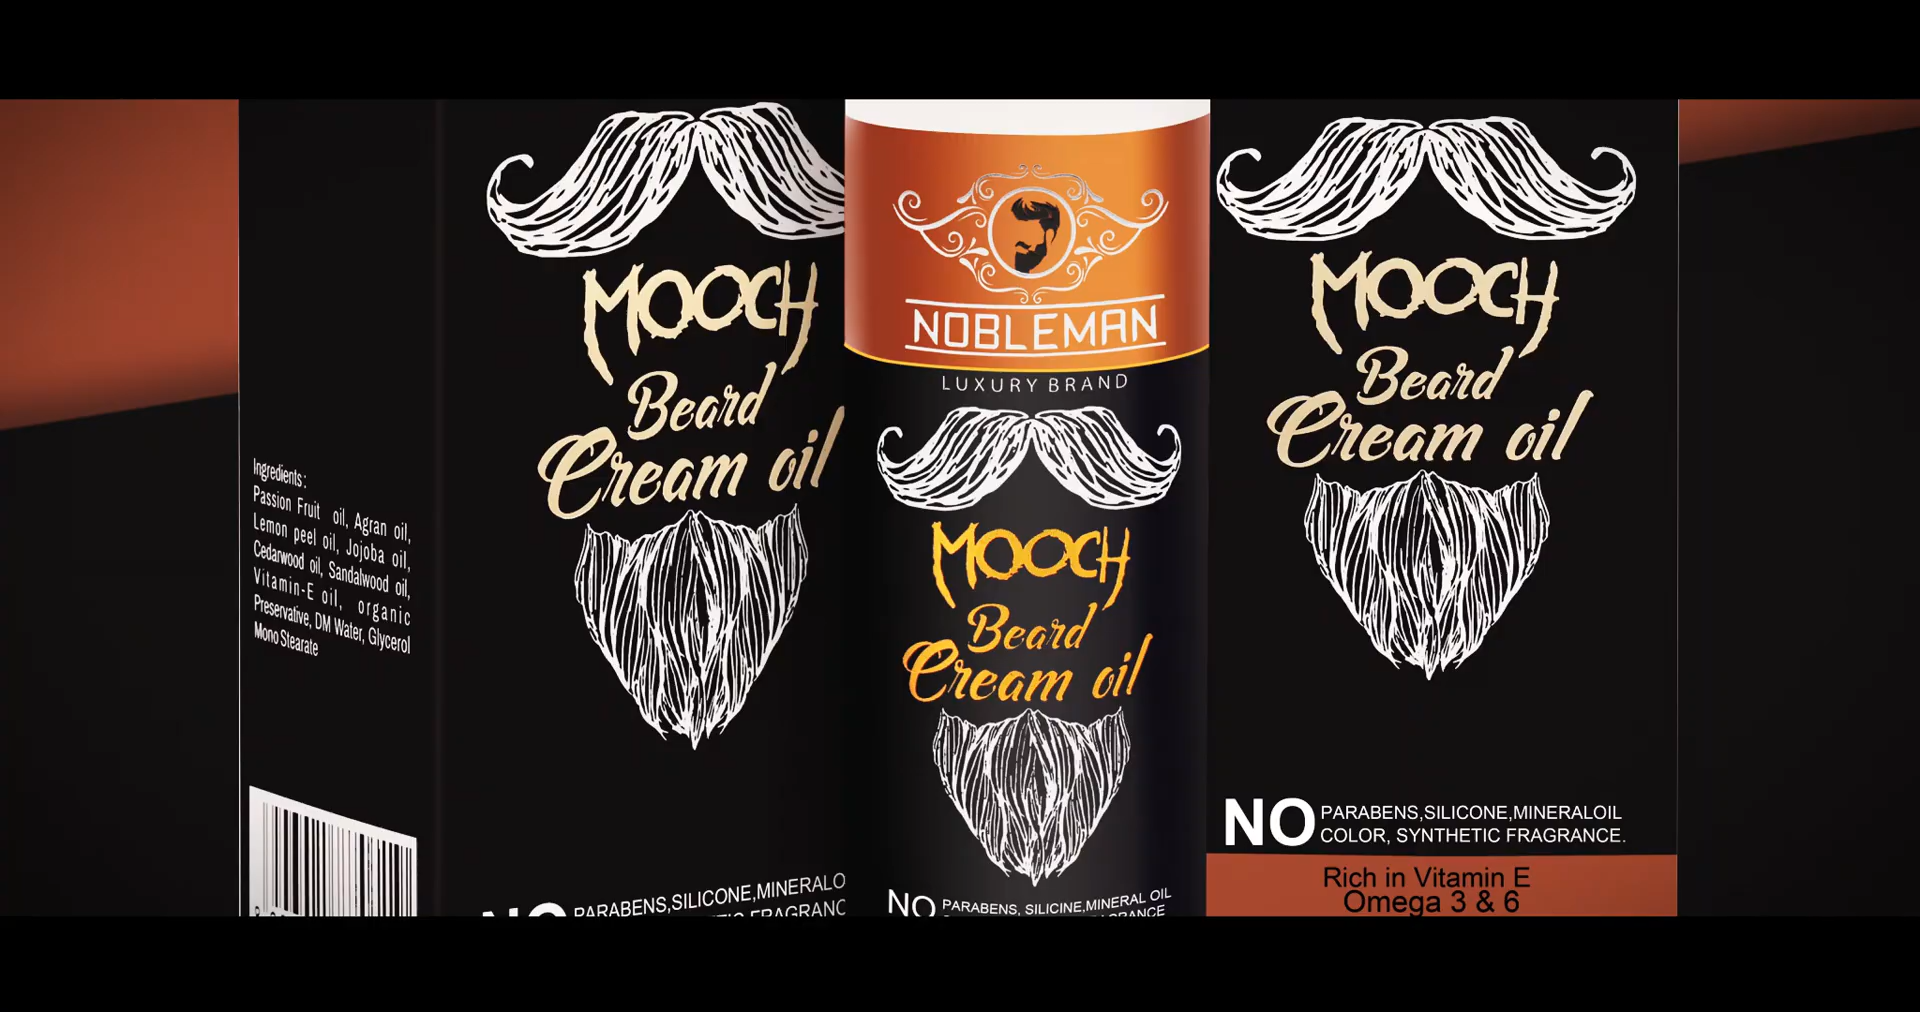 Ingredients:
Passion Fruit oil, Agran oil,
Lemon peel oil, Jojoba oil,
Cedarwood oil, Sandalwood oil,
Vitamin-E oil, organic
Preservative, DM Water, Glycerol
Mono Stearate
MOOCH
Beard
Cream oil
NO PARABENS,SILICONE,MINERALO
FRAGRANC
NOBLEMAN
LUXURY BRAND
MOOCH
Beard
Cream oil
NO PARABENS, SILICINE,MINERAL OIL
MOOCH
Beard
Cream oil
NO PARABENS,SILICONE,MINERALOIL
COLOR, SYNTHETIC FRAGRANCE.
Rich in Vitamin E
Omega 3 & 6